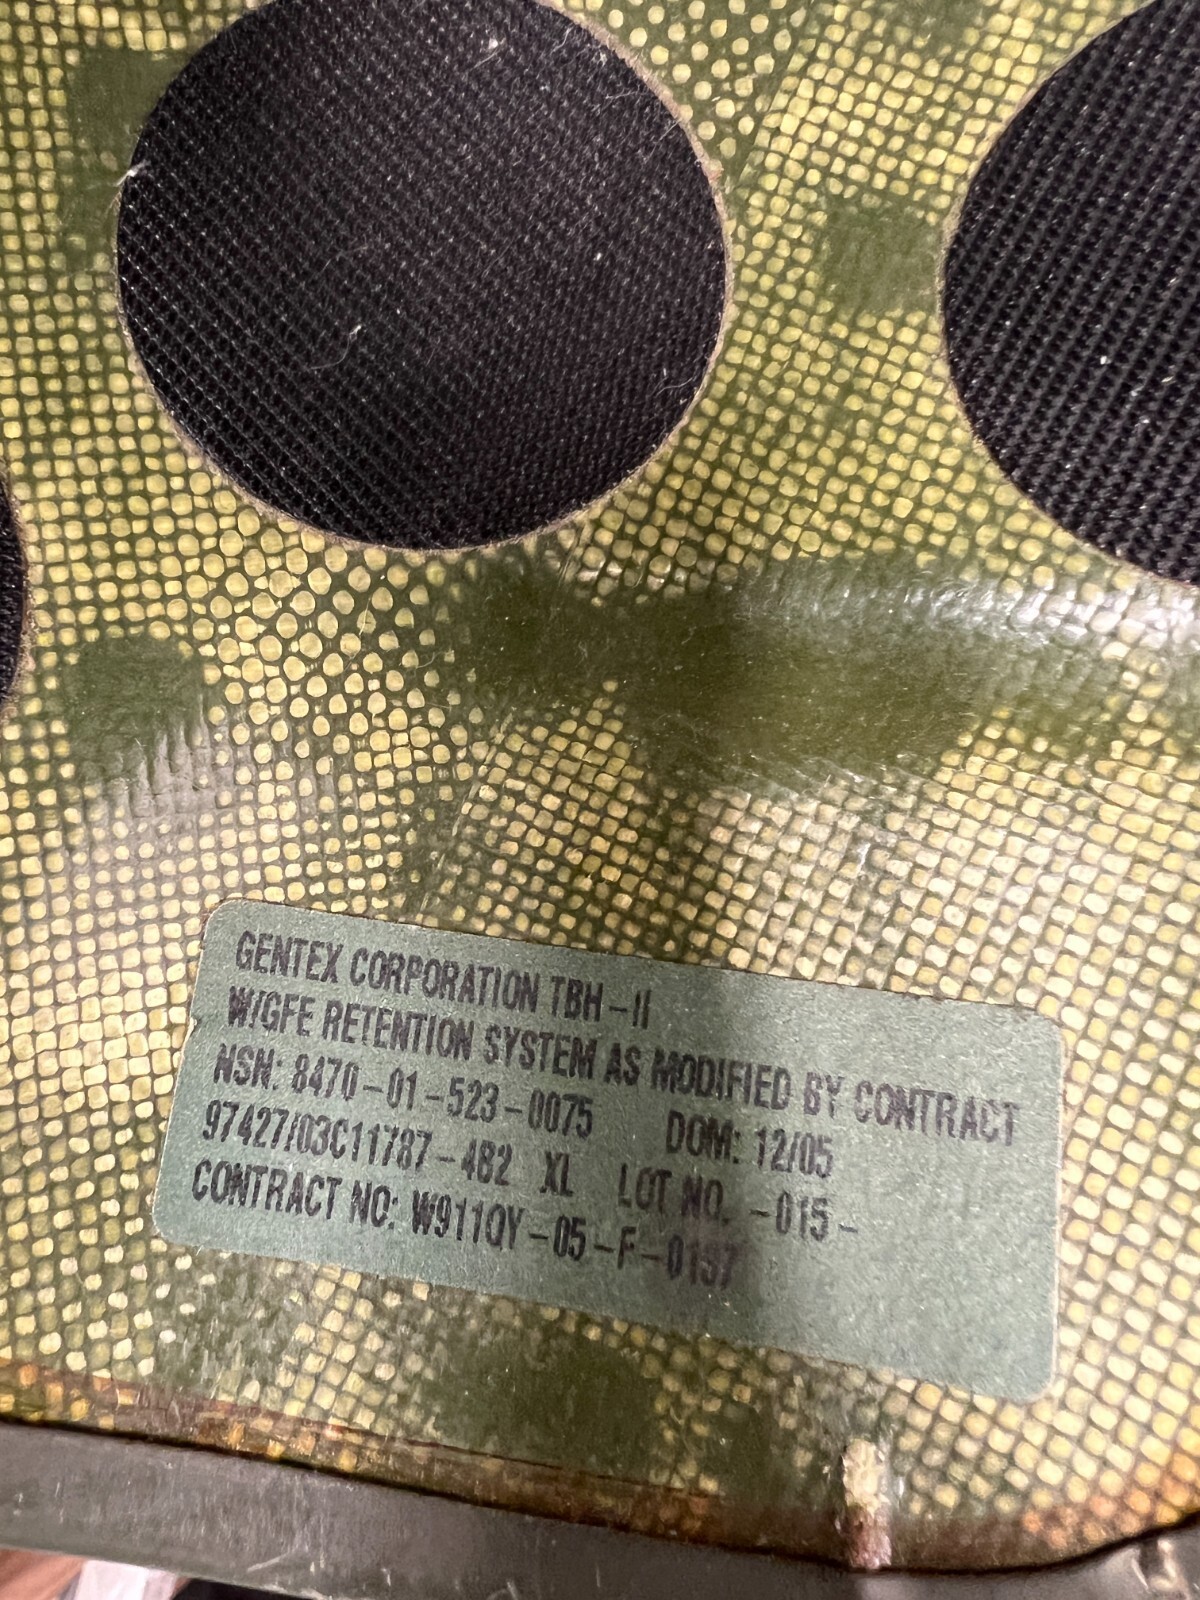 GENTEX CORPORATION TBH-II
W/GFE RETENTION SYSTEM AS MODIFIED BY CONTRACT
NSN: 8470-01-523-0075 DOM: 12/05
97427/03C11787-482 XL LOT NO. -015-
CONTRACT NO: W911QY-05-F-0197